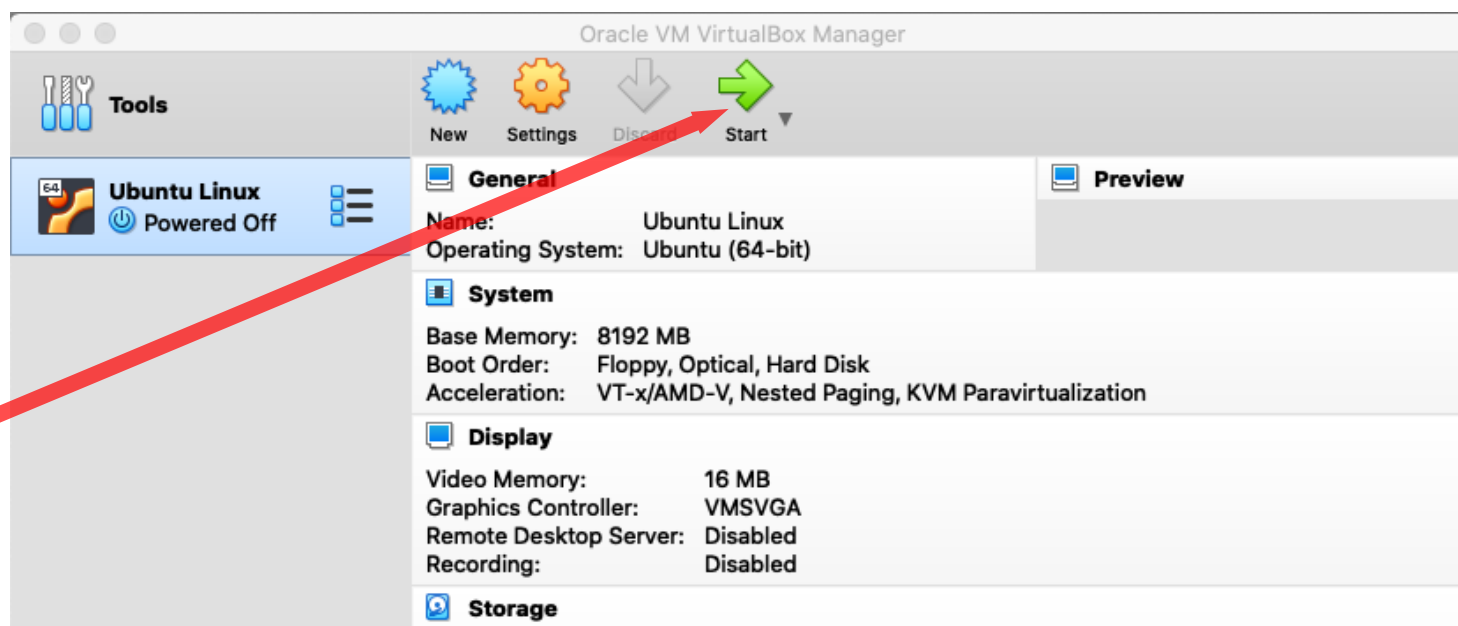 Oracle VM VirtualBox Manager
Tools
New Settings Discard Start
64
Ubuntu Linux
Powered Off
General
Name: Ubuntu Linux
Operating System: Ubuntu (64-bit)
Preview
System
Base Memory: 8192 MB
Boot Order: Floppy, Optical, Hard Disk
Acceleration: VT-x/AMD-V, Nested Paging, KVM Paravirtualization
Display
Video Memory: 16 MB
Graphics Controller: VMSVGA
Remote Desktop Server: Disabled
Recording: Disabled
Storage